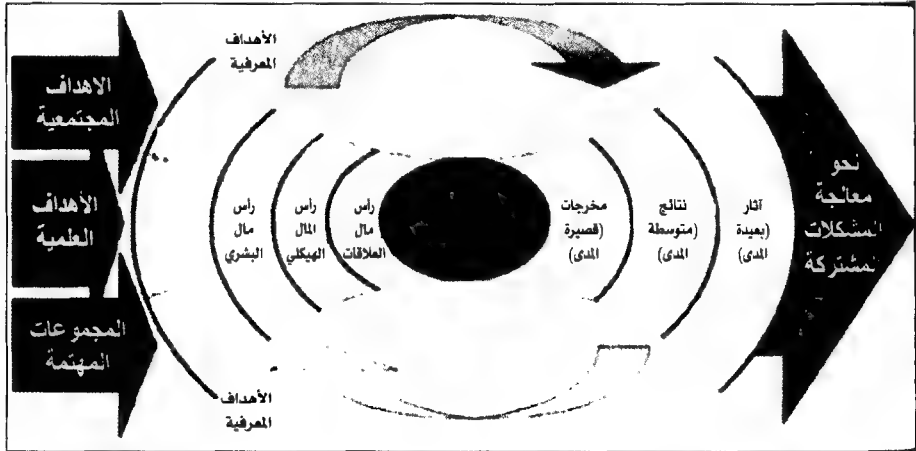 الأهداف
المعرفية
الاهداف
المجتمعية
الأهداف
العلمية
المجموعات
المهتمة
رأس
مال
البشري
رأس
المال
الهيكلي
رأس
مال
العلاقات
مخرجات
(قصيرة
المدى)
نتائج
(متوسطة
المدى)
آثار
(بعيدة
المدى)
نحو
معالجة
المشكلات
المشتركة
الأهداف
المعرفية